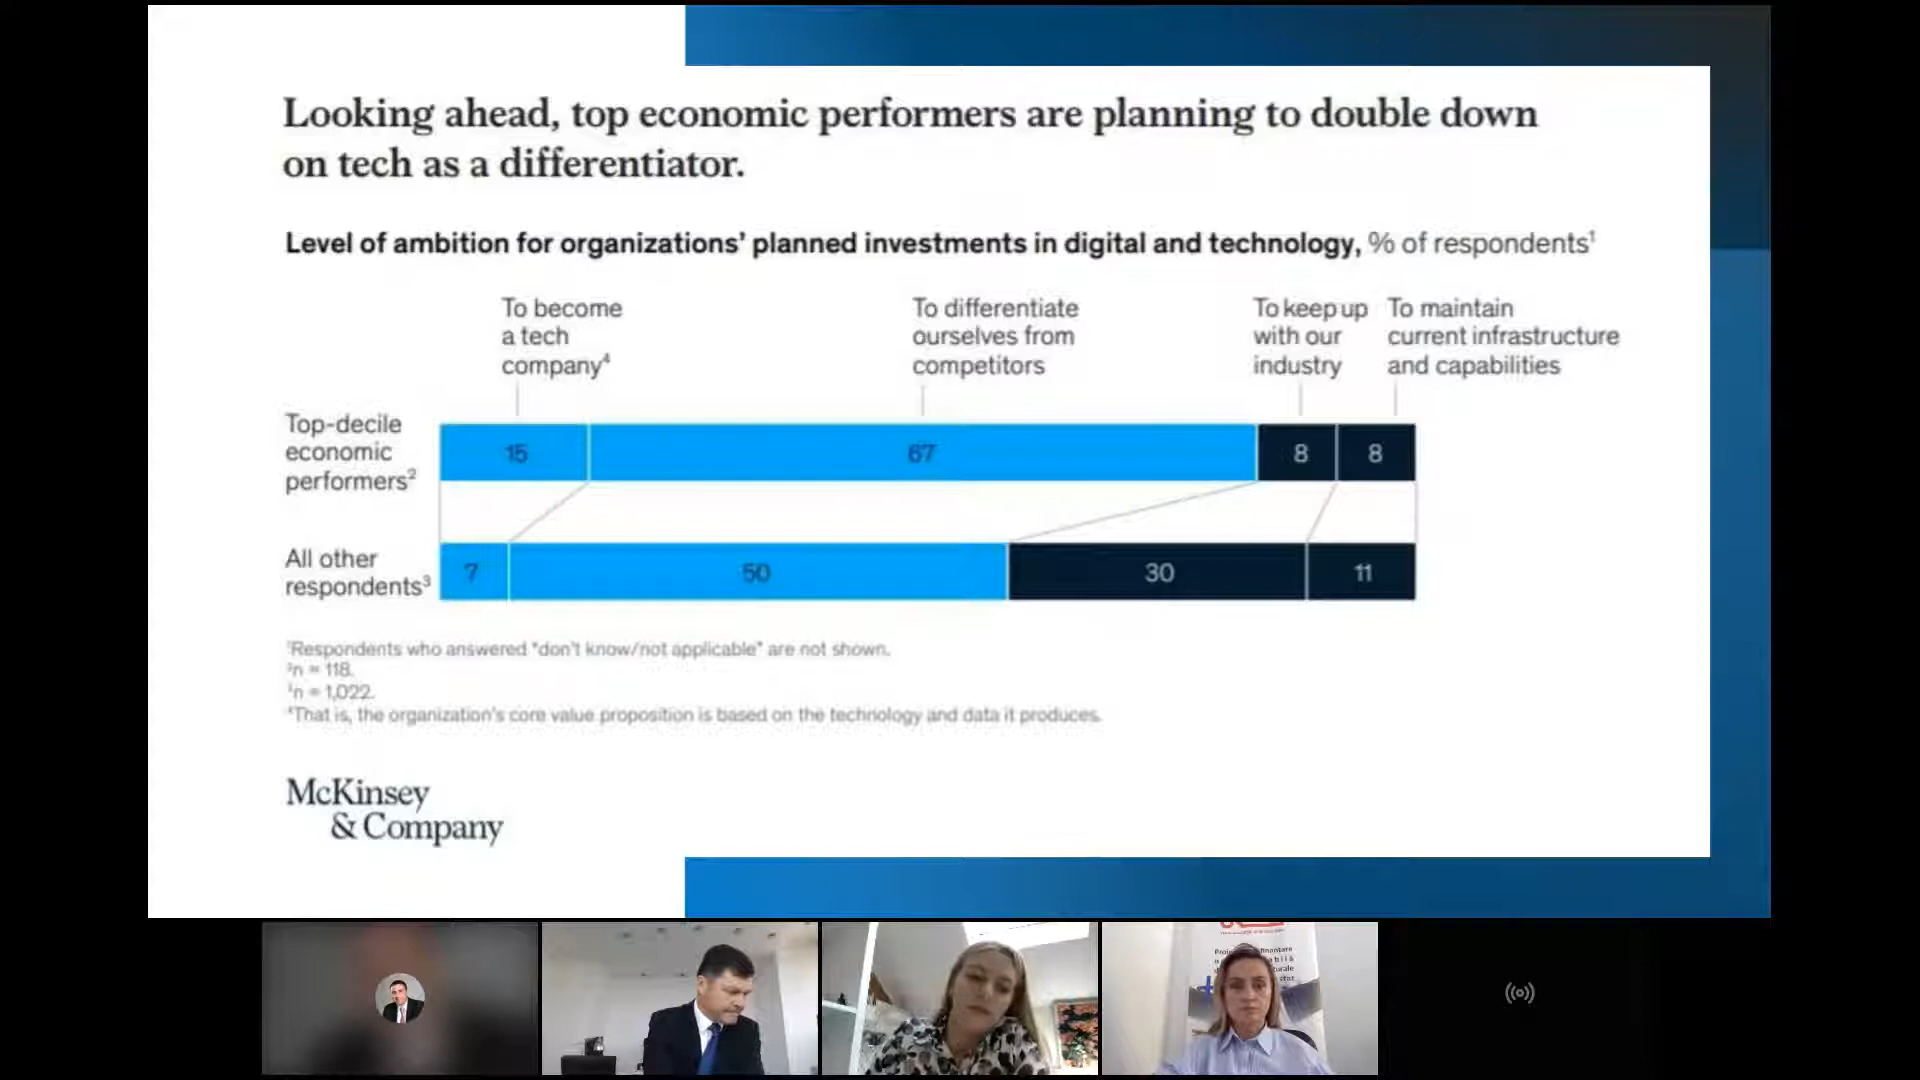 Looking ahead, top economic performers are planning to double down
on tech as a differentiator.
Level of ambition for organizations’ planned investments in digital and technology, % of respondents¹
To become
a tech
company⁴
To differentiate
ourselves from
competitors
To keep up
with our
industry
To maintain
current infrastructure
and capabilities
Top-decile
economic
performers²
15
67
8
8
All other
respondents³
7
50
30
11
¹Respondents who answered "don't know/not applicable" are not shown.
²n = 118.
³n = 1,022.
⁴That is, the organization's core value proposition is based on the technology and data it produces.
McKinsey
& Company
finanțare